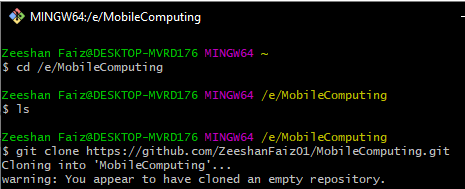 MINGW64:/e/MobileComputing
Zeeshan Faiz@DESKTOP-MVRD176 MINGW64 ~
$ cd /e/MobileComputing
Zeeshan Faiz@DESKTOP-MVRD176 MINGW64 /e/MobileComputing
$ ls
Zeeshan Faiz@DESKTOP-MVRD176 MINGW64 /e/MobileComputing
$ git clone https://github.com/ZeeshanFaiz01/MobileComputing.git
Cloning into 'MobileComputing'...
warning: You appear to have cloned an empty repository.